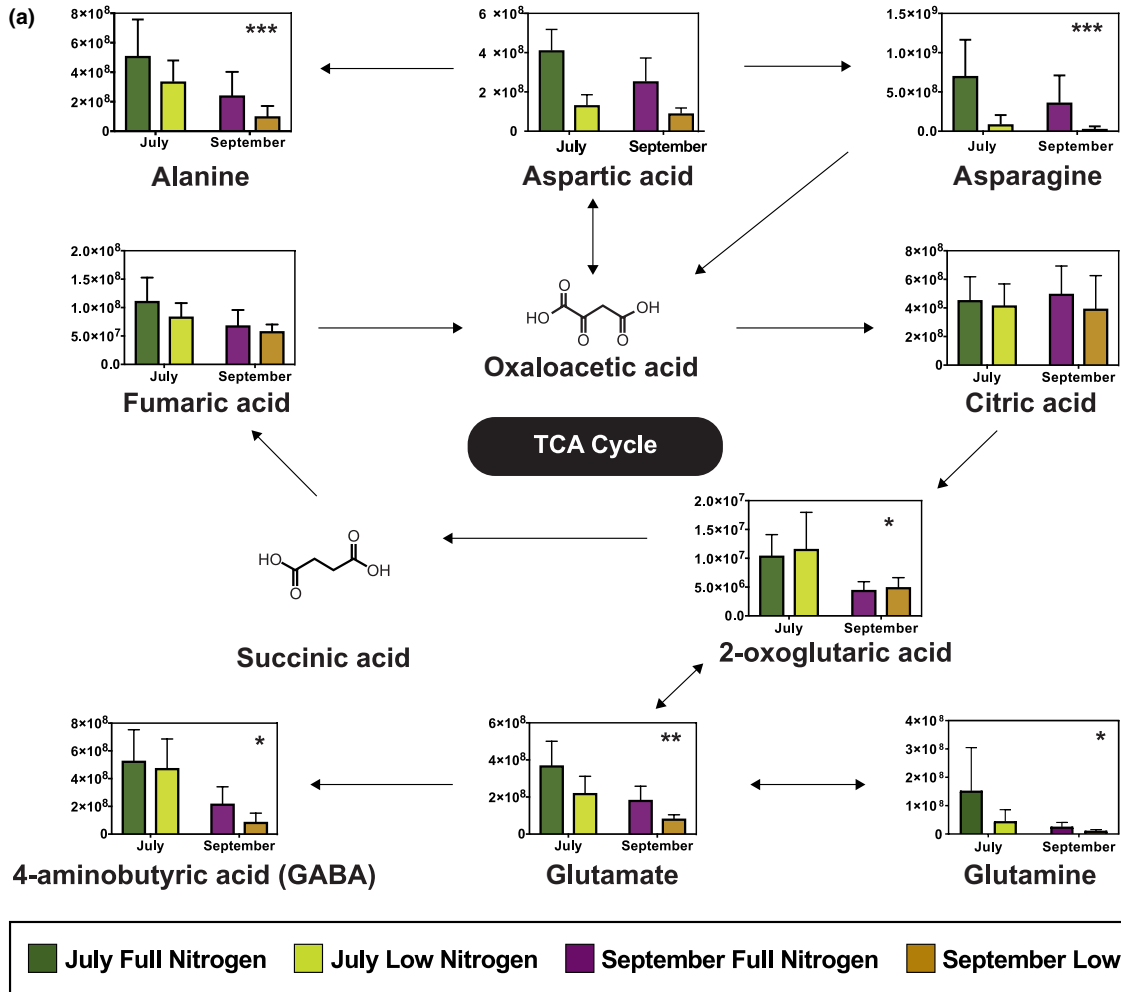 (a)
8×10⁸
6×10⁸
4×10⁸
2×10⁸
0
***
July September
Alanine
6×10⁸
4×10⁸
2×10⁸
0
July September
Aspartic acid
1.5×10⁹
1.0×10⁹
5.0×10⁸
0.0
***
July September
Asparagine
2.0×10⁸
1.5×10⁸
1.0×10⁸
5.0×10⁷
0.0
July September
Fumaric acid
O
HO
O
O
OH
Oxaloacetic acid
8×10⁸
6×10⁸
4×10⁸
2×10⁸
0
July September
Citric acid
TCA Cycle
HO
O
O
OH
Succinic acid
2.0×10⁷
1.5×10⁷
1.0×10⁷
5.0×10⁶
0.0
*
July September
2-oxoglutaric acid
8×10⁸
6×10⁸
4×10⁸
2×10⁸
0
*
July September
4-aminobutyric acid (GABA)
6×10⁸
4×10⁸
2×10⁸
0
**
July September
Glutamate
4×10⁸
3×10⁸
2×10⁸
1×10⁸
0
*
July September
Glutamine
July Full Nitrogen July Low Nitrogen September Full Nitrogen September Low